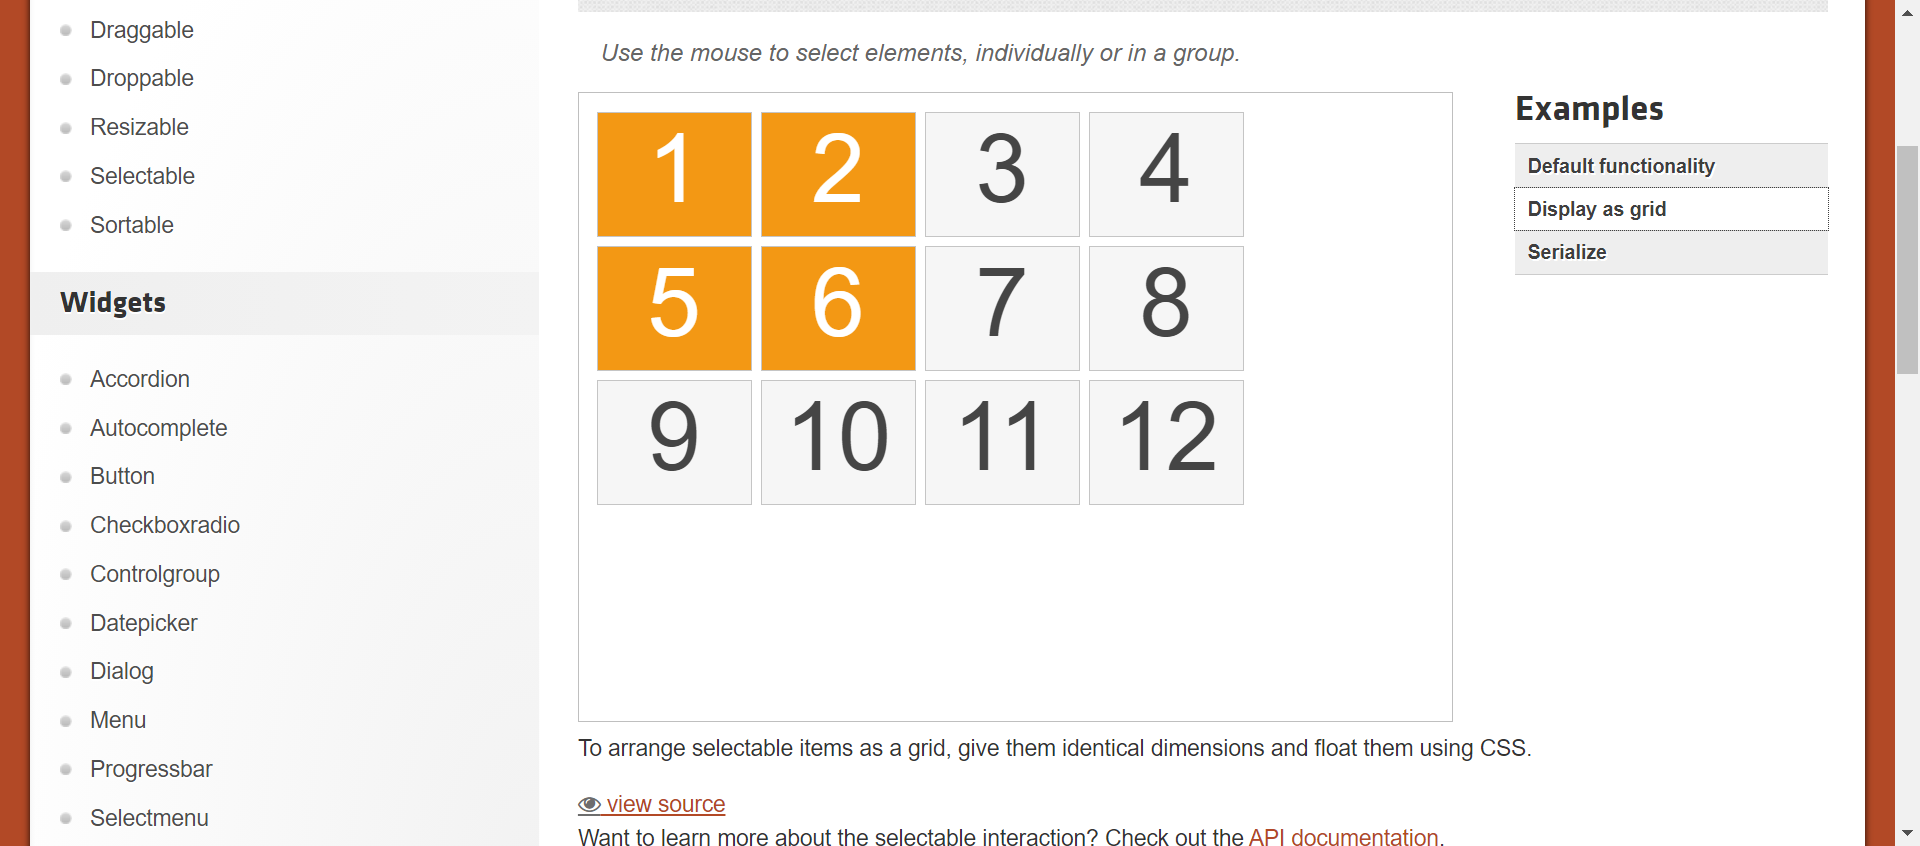 Draggable
Droppable
Resizable
Selectable
Sortable
Widgets
Accordion
Autocomplete
Button
Checkboxradio
Controlgroup
Datepicker
Dialog
Menu
Progressbar
Selectmenu
Use the mouse to select elements, individually or in a group.
1 2 3 4
5 6 7 8
9 10 11 12
To arrange selectable items as a grid, give them identical dimensions and float them using CSS.
view source
Want to learn more about the selectable interaction? Check out the API documentation.
Examples
Default functionality
Display as grid
Serialize